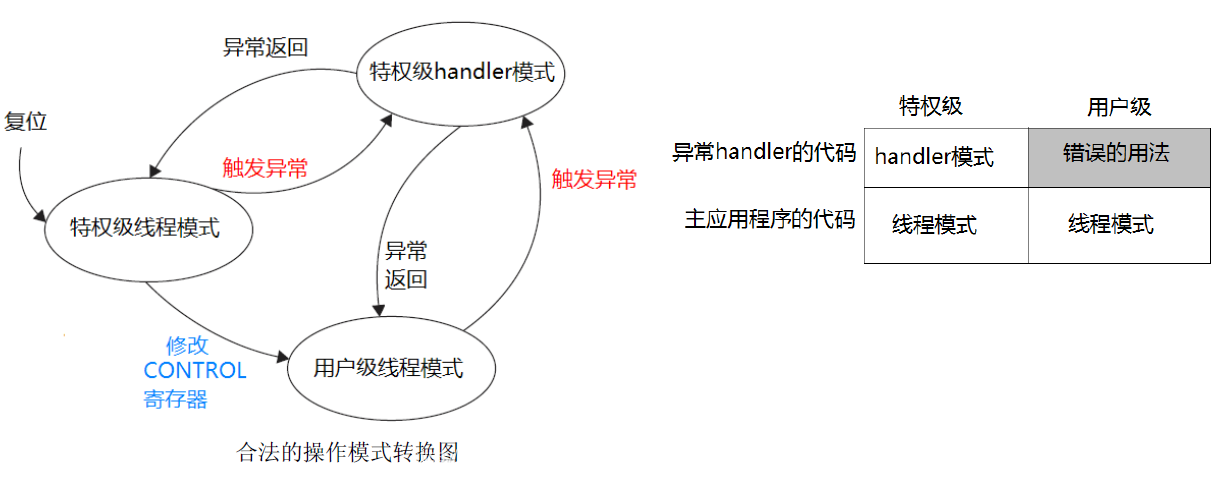 异常返回
特权级handler模式
复位
触发异常
特权级线程模式
触发异常
异常
返回
修改
CONTROL
寄存器
用户级线程模式
合法的操作模式转换图
特权级 用户级
异常handler的代码 handler模式 错误的用法
主应用程序的代码 线程模式 线程模式